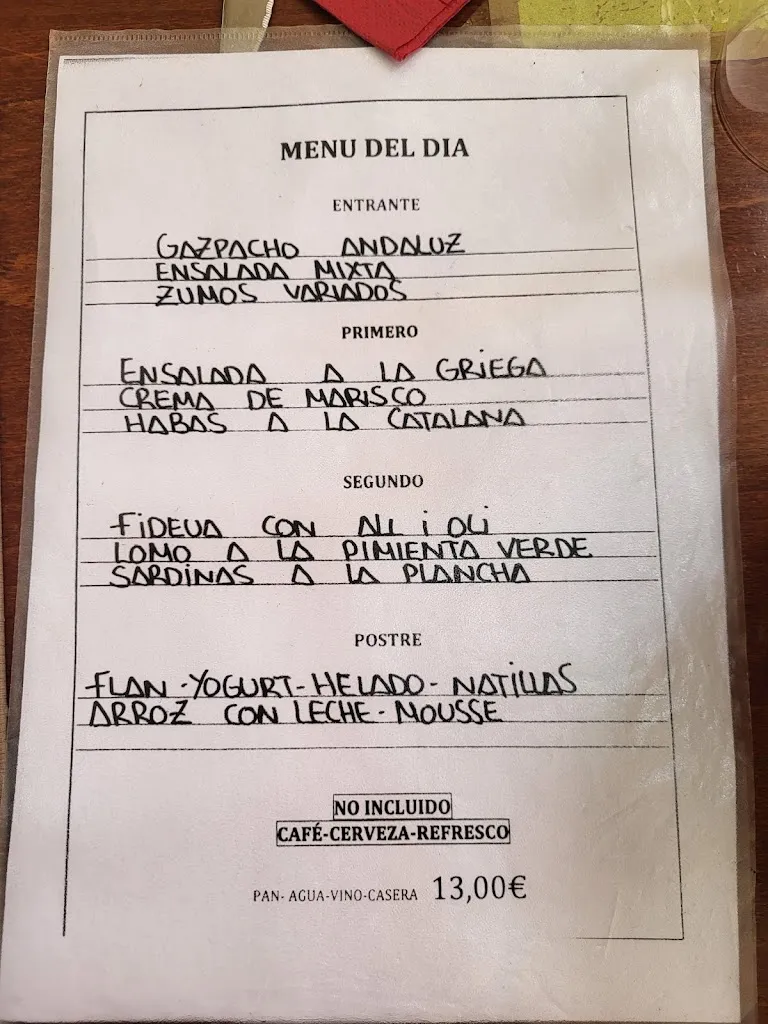 MENU DEL DIA
ENTRANTE
GAZPACHO ANDALUZ
ENSALADA MIXTA
ZUMOS VARIADOS
PRIMERO
ENSALADA A LA GRiEGA
CREMA DE MARISCO
HABAS A LA CATALANA
SEGUNDO
FiDEUA CON ALL i OLi
LOMO A LA PIMIENTA VERDE
SARDINAS A LA PLANCHA
POSTRE
FLAN-YOGURT-HELADO-NATiLLAS
ARROZ CON LECHE-MOUSSE
NO INCLUIDO
CAFÉ-CERVEZA-REFRESCO
PAN- AGUA-VINO-CASERA 13,00€